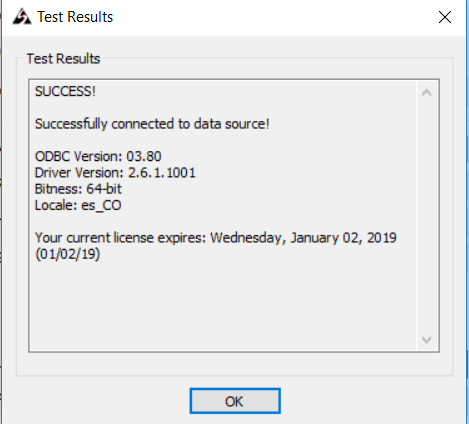 Test Results
Test Results
SUCCESS!
Successfully connected to data source!
ODBC Version: 03.80
Driver Version: 2.6.1.1001
Bitness: 64-bit
Locale: es_CO
Your current license expires: Wednesday, January 02, 2019
(01/02/19)
OK